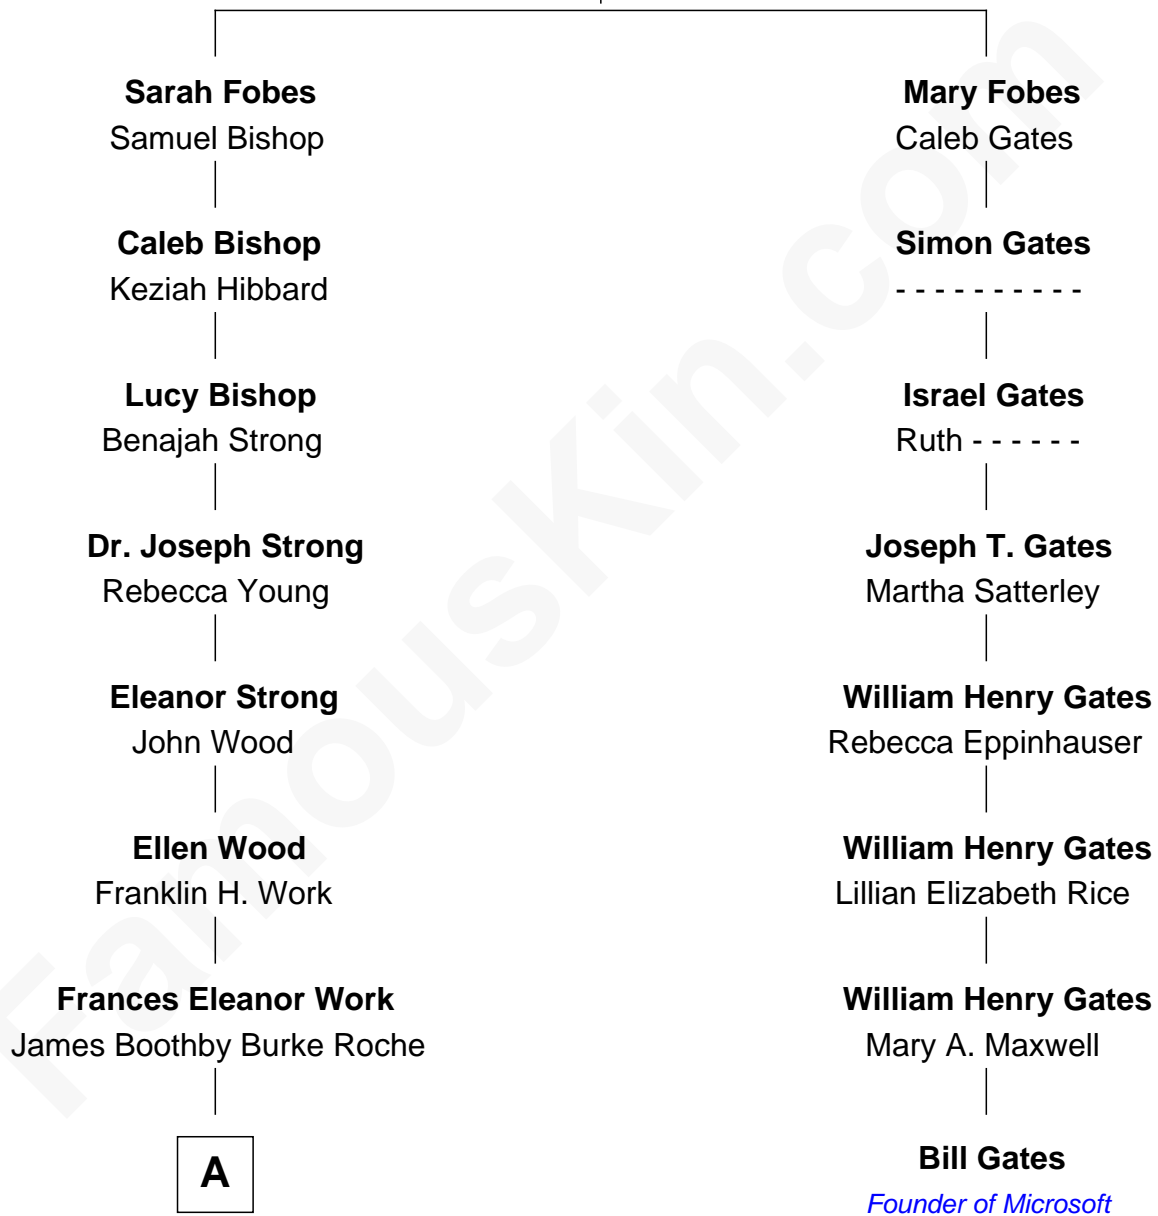 Sarah Fobes
Samuel Bishop
Caleb Bishop
Keziah Hibbard
Lucy Bishop
Benajah Strong
Dr. Joseph Strong
Rebecca Young
Eleanor Strong
John Wood
Ellen Wood
Franklin H. Work
Frances Eleanor Work
James Boothby Burke Roche
A
Mary Fobes
Caleb Gates
Simon Gates
- - - - - - - - - -
Israel Gates
Ruth - - - - - -
Joseph T. Gates
Martha Satterley
William Henry Gates
Rebecca Eppinhauser
William Henry Gates
Lillian Elizabeth Rice
William Henry Gates
Mary A. Maxwell
Bill Gates
Founder of Microsoft
FamousKin.com